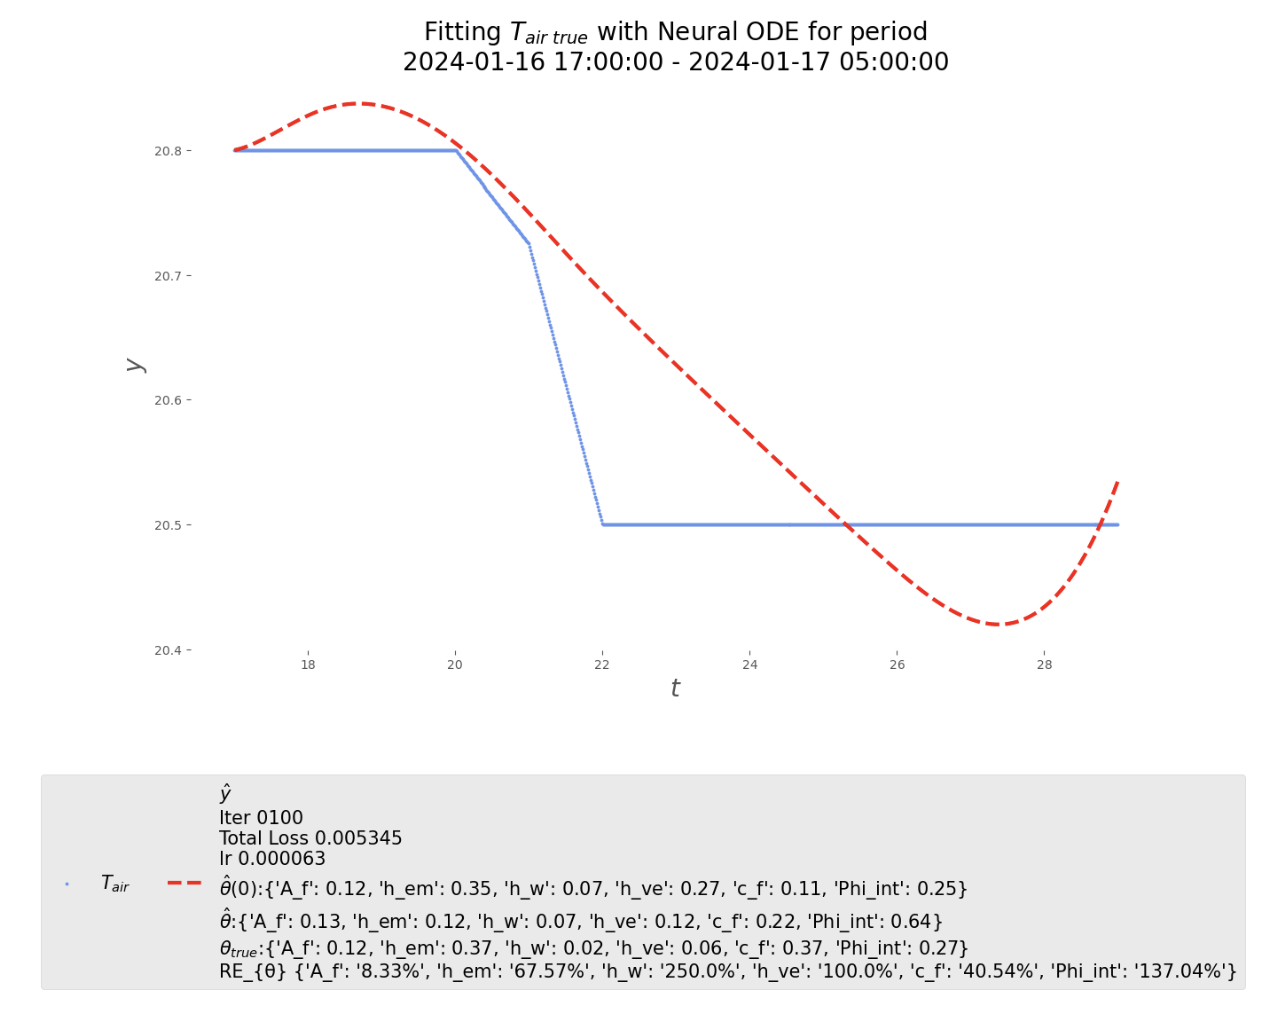 Fitting T_{air true} with Neural ODE for period
2024-01-16 17:00:00 - 2024-01-17 05:00:00
20.8
20.7
20.6
20.5
20.4
y
18 20 22 24 26 28
t
T_{air}
ŷ
Iter 0100
Total Loss 0.005345
lr 0.000063
θ̂(0):{'A_f': 0.12, 'h_em': 0.35, 'h_w': 0.07, 'h_ve': 0.27, 'c_f': 0.11, 'Phi_int': 0.25}
θ̂:{'A_f': 0.13, 'h_em': 0.12, 'h_w': 0.07, 'h_ve': 0.12, 'c_f': 0.22, 'Phi_int': 0.64}
θ_{true}:{'A_f': 0.12, 'h_em': 0.37, 'h_w': 0.02, 'h_ve': 0.06, 'c_f': 0.37, 'Phi_int': 0.27}
RE_{θ} {'A_f': '8.33%', 'h_em': '67.57%', 'h_w': '250.0%', 'h_ve': '100.0%', 'c_f': '40.54%', 'Phi_int': '137.04%'}